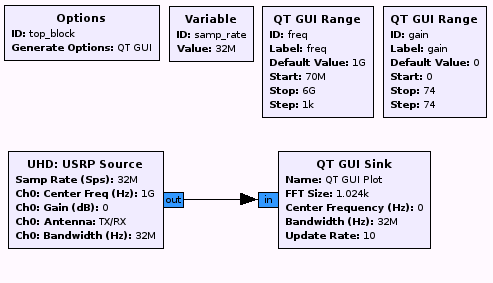 Options
ID: top_block
Generate Options: QT GUI
Variable
ID: samp_rate
Value: 32M
QT GUI Range
ID: freq
Label: freq
Default Value: 1G
Start: 70M
Stop: 6G
Step: 1k
QT GUI Range
ID: gain
Label: gain
Default Value: 0
Start: 0
Stop: 74
Step: 74
UHD: USRP Source
Samp Rate (Sps): 32M
Ch0: Center Freq (Hz): 1G
Ch0: Gain (dB): 0
Ch0: Antenna: TX/RX
Ch0: Bandwidth (Hz): 32M
out
in
QT GUI Sink
Name: QT GUI Plot
FFT Size: 1.024k
Center Frequency (Hz): 0
Bandwidth (Hz): 32M
Update Rate: 10